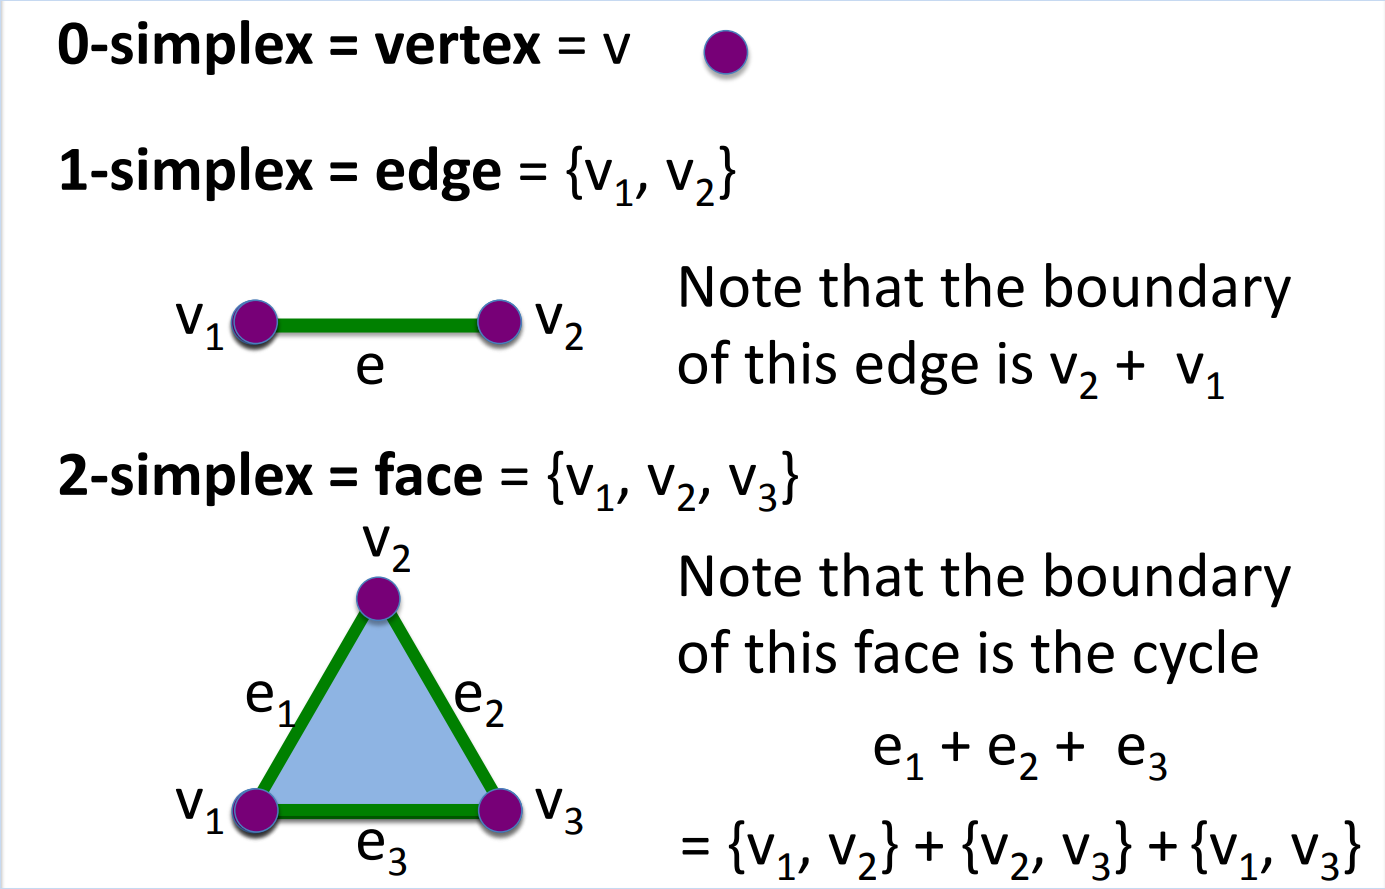 0-simplex = vertex = v
1-simplex = edge = {v₁, v₂}
v₁
v₂
e
Note that the boundary
of this edge is v₂ + v₁
2-simplex = face = {v₁, v₂, v₃}
v₂
e₁
e₂
v₁
v₃
e₃
Note that the boundary
of this face is the cycle
e₁ + e₂ + e₃
= {v₁, v₂} + {v₂, v₃} + {v₁, v₃}